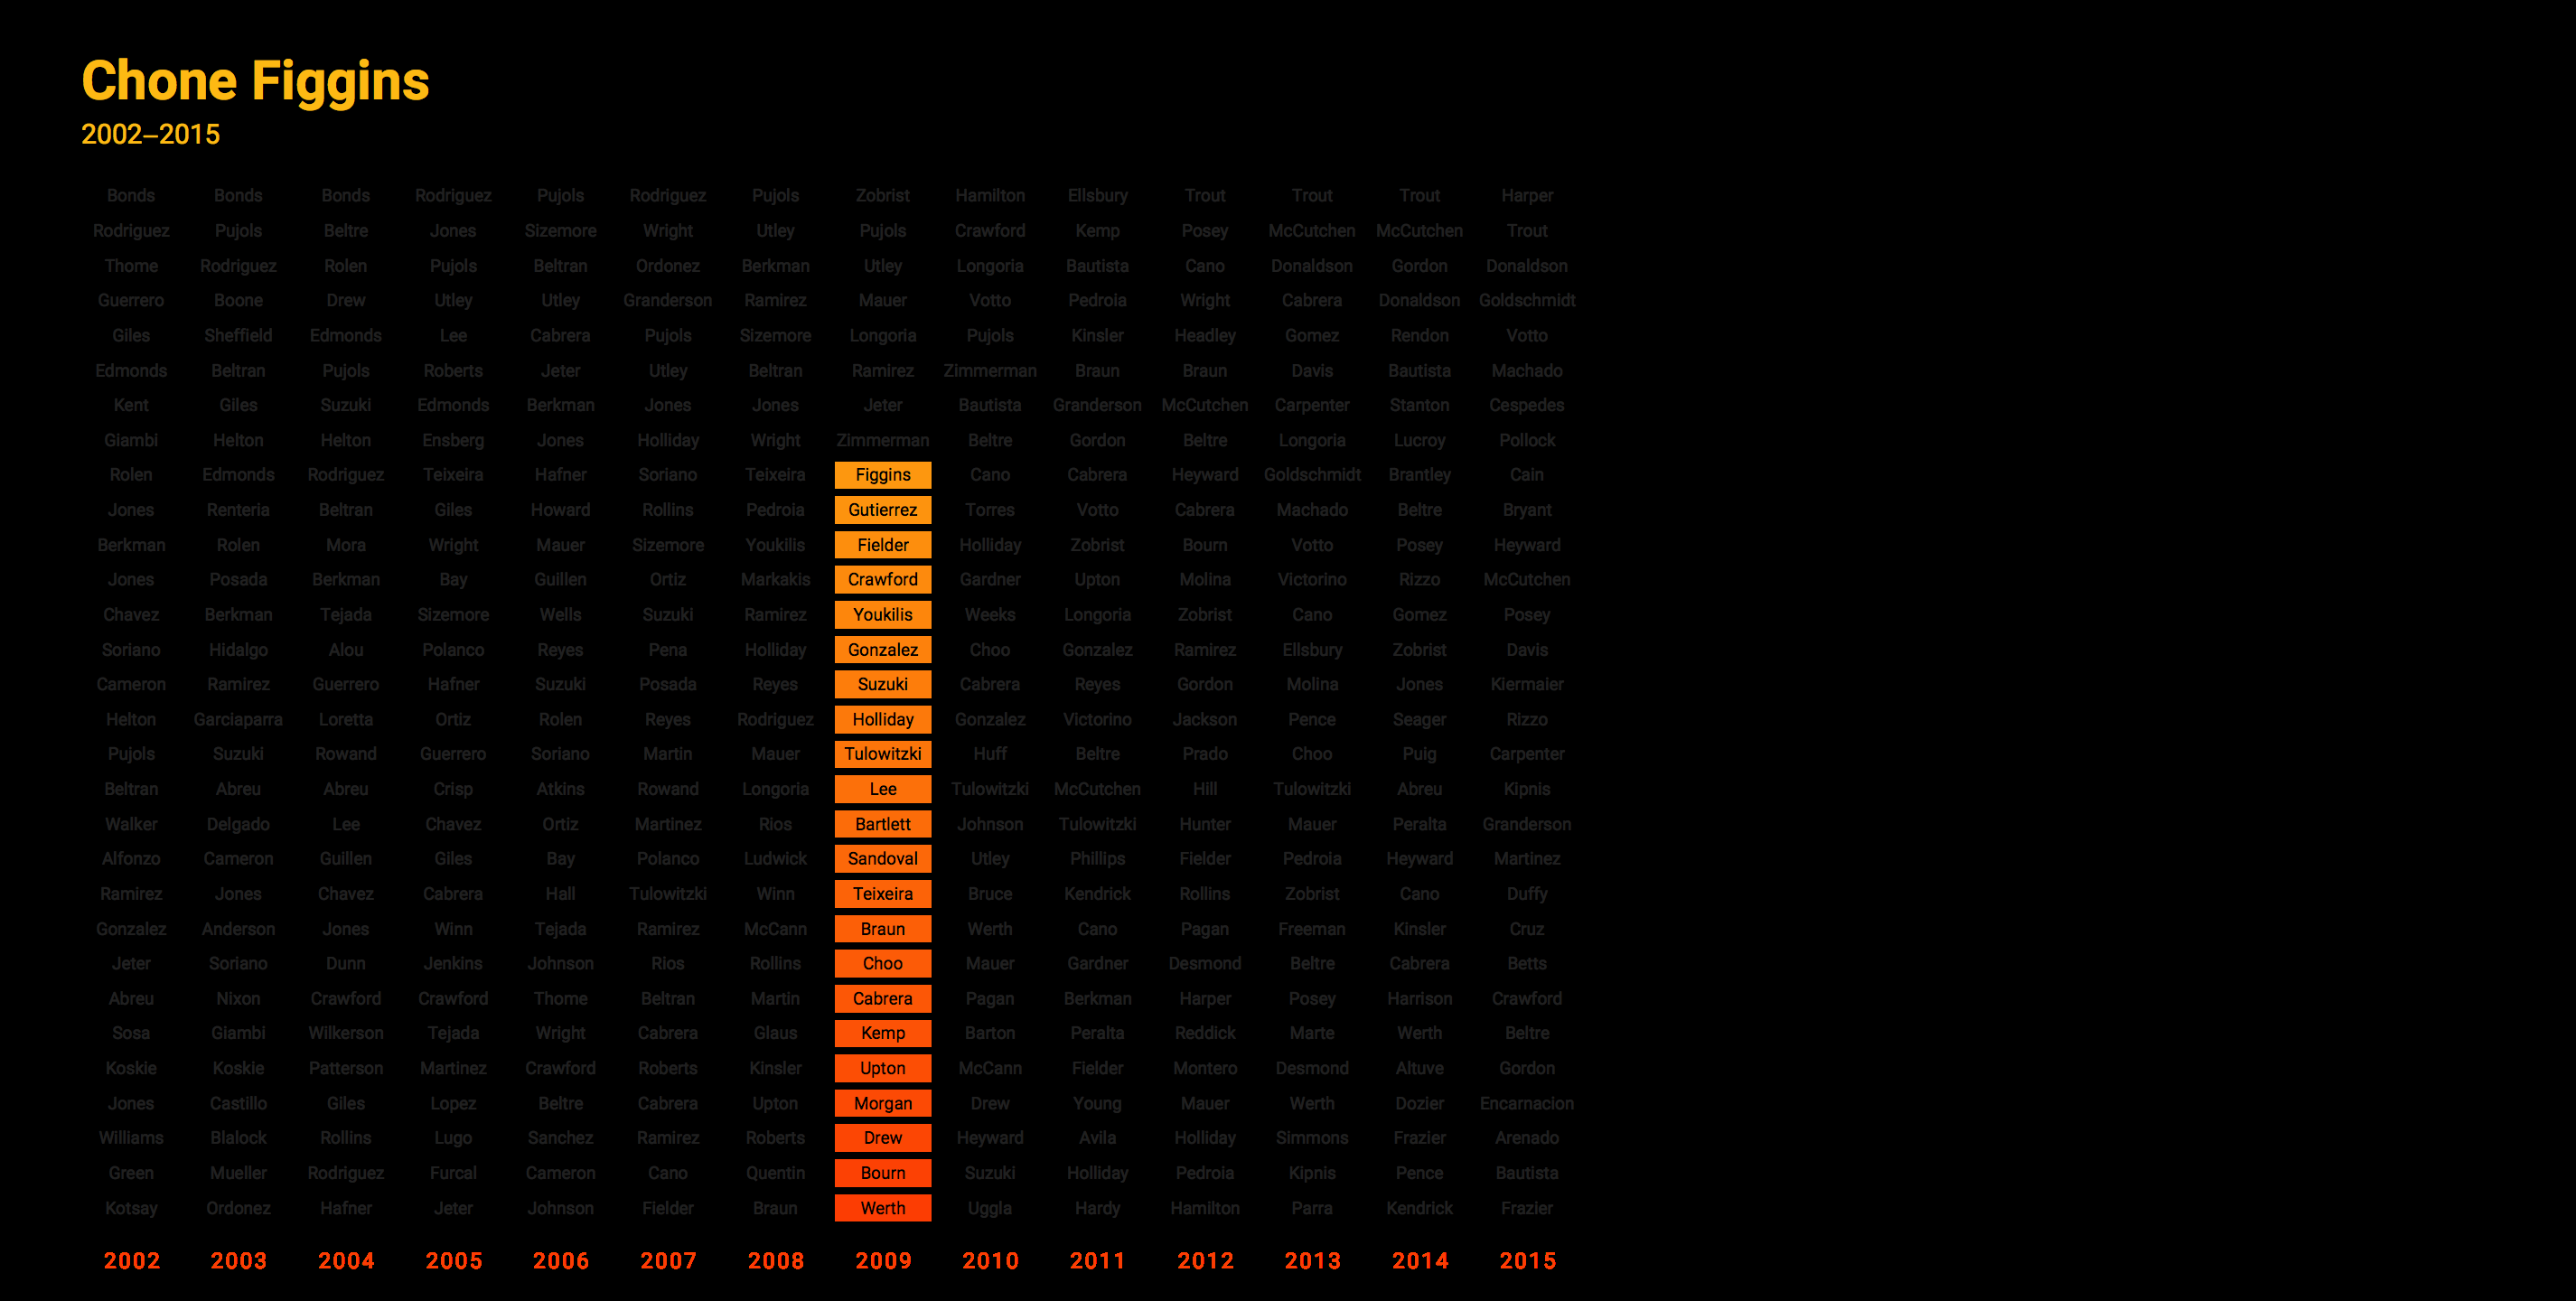 Chone Figgins
2002–2015
Bonds Bonds Bonds Rodriguez Pujols Rodriguez Pujols Zobrist Hamilton Ellsbury Trout Trout Trout Harper
Rodriguez Pujols Beltre Jones Sizemore Wright Utley Pujols Crawford Kemp Posey McCutchen McCutchen Trout
Thome Rodriguez Rolen Pujols Beltran Ordonez Berkman Utley Longoria Bautista Cano Donaldson Gordon Donaldson
Guerrero Boone Drew Utley Utley Granderson Ramirez Mauer Votto Pedroia Wright Cabrera Donaldson Goldschmidt
Giles Sheffield Edmonds Lee Cabrera Pujols Sizemore Longoria Pujols Kinsler Headley Gomez Rendon Votto
Edmonds Beltran Pujols Roberts Jeter Utley Beltran Ramirez Zimmerman Braun Braun Davis Bautista Machado
Kent Giles Suzuki Edmonds Berkman Jones Jones Jeter Bautista Granderson McCutchen Carpenter Stanton Cespedes
Giambi Helton Helton Ensberg Jones Holliday Wright Zimmerman Beltre Gordon Beltre Longoria Lucroy Pollock
Rolen Edmonds Rodriguez Teixeira Hafner Soriano Teixeira Figgins Cano Cabrera Heyward Goldschmidt Brantley Cain
Jones Renteria Beltran Giles Howard Rollins Pedroia Gutierrez Torres Votto Cabrera Machado Beltre Bryant
Berkman Rolen Mora Wright Mauer Sizemore Youkilis Fielder Holliday Zobrist Bourn Votto Posey Heyward
Jones Posada Berkman Bay Guillen Ortiz Markakis Crawford Gardner Upton Molina Victorino Rizzo McCutchen
Chavez Berkman Tejada Sizemore Wells Suzuki Ramirez Youkilis Weeks Longoria Zobrist Cano Gomez Posey
Soriano Hidalgo Alou Polanco Reyes Pena Holliday Gonzalez Choo Gonzalez Ramirez Ellsbury Zobrist Davis
Cameron Ramirez Guerrero Hafner Suzuki Posada Reyes Suzuki Cabrera Reyes Gordon Molina Jones Kiermaier
Helton Garciaparra Loretta Ortiz Rolen Reyes Rodriguez Holliday Gonzalez Victorino Jackson Pence Seager Rizzo
Pujols Suzuki Rowand Guerrero Soriano Martin Mauer Tulowitzki Huff Beltre Prado Choo Puig Carpenter
Beltran Abreu Abreu Crisp Atkins Rowand Longoria Lee Tulowitzki McCutchen Hill Tulowitzki Abreu Kipnis
Walker Delgado Lee Chavez Ortiz Martinez Rios Bartlett Johnson Tulowitzki Hunter Mauer Peralta Granderson
Alfonzo Cameron Guillen Giles Bay Polanco Ludwick Sandoval Utley Phillips Fielder Pedroia Heyward Martinez
Ramirez Jones Chavez Cabrera Hall Tulowitzki Winn Teixeira Bruce Kendrick Rollins Zobrist Cano Duffy
Gonzalez Anderson Jones Winn Tejada Ramirez McCann Braun Werth Cano Pagan Freeman Kinsler Cruz
Jeter Soriano Dunn Jenkins Johnson Rios Rollins Choo Mauer Gardner Desmond Beltre Cabrera Betts
Abreu Nixon Crawford Crawford Thome Beltran Martin Cabrera Pagan Berkman Harper Posey Harrison Crawford
Sosa Giambi Wilkerson Tejada Wright Cabrera Glaus Kemp Barton Peralta Reddick Marte Werth Beltre
Koskie Koskie Patterson Martinez Crawford Roberts Kinsler Upton McCann Fielder Montero Desmond Altuve Gordon
Jones Castillo Giles Lopez Beltre Cabrera Upton Morgan Drew Young Mauer Werth Dozier Encarnacion
Williams Blalock Rollins Lugo Sanchez Ramirez Roberts Drew Heyward Avila Holliday Simmons Frazier Arenado
Green Mueller Rodriguez Furcal Cameron Cano Quentin Bourn Suzuki Holliday Pedroia Kipnis Pence Bautista
Kotsay Ordonez Hafner Jeter Johnson Fielder Braun Werth Uggla Hardy Hamilton Parra Kendrick Frazier
2002 2003 2004 2005 2006 2007 2008 2009 2010 2011 2012 2013 2014 2015